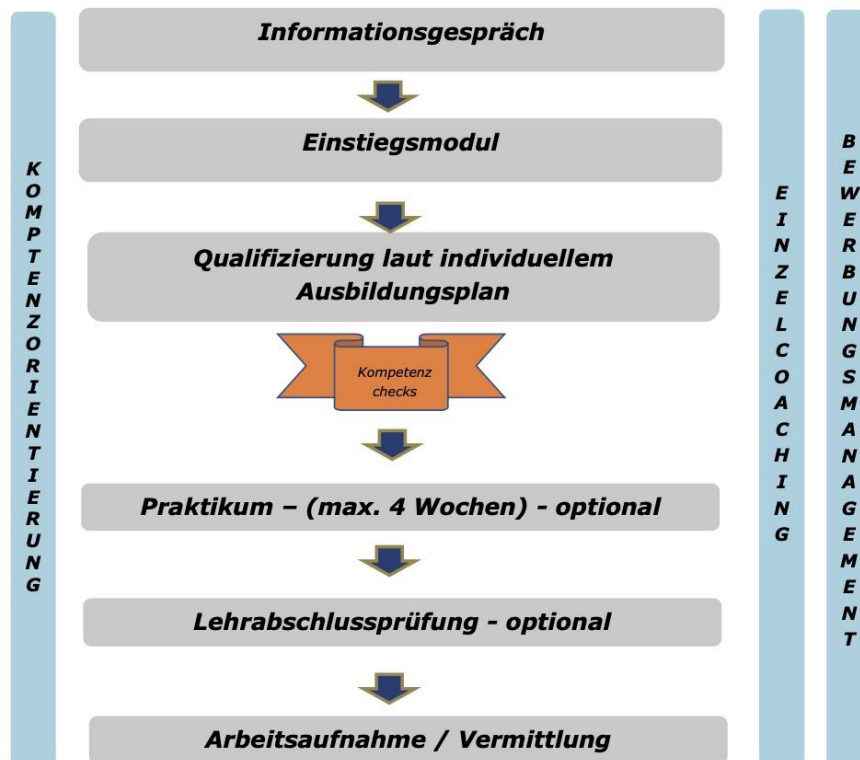 KOMPTENZORIENTIERUNG
Informationsgespräch
Einstiegsmodul
Qualifizierung laut individuellem
Ausbildungsplan
Kompetenz
checks
Praktikum – (max. 4 Wochen) - optional
Lehrabschlussprüfung - optional
Arbeitsaufnahme / Vermittlung
EINZELCOACHING
BEWERBUNGSMANAGEMENT